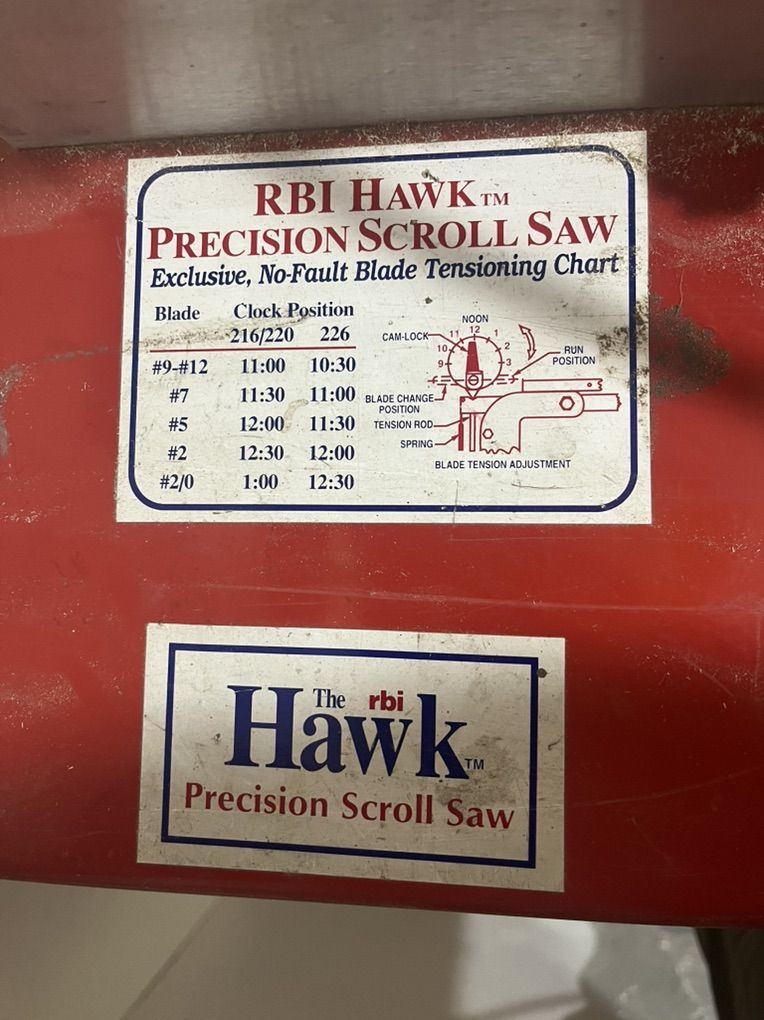 RBI HAWK TM
PRECISION SCROLL SAW
Exclusive, No-Fault Blade Tensioning Chart
Blade Clock Position
216/220 226
#9-#12 11:00 10:30
#7 11:30 11:00
#5 12:00 11:30
#2 12:30 12:00
#2/0 1:00 12:30
NOON
CAM-LOCK
9 10 11 12 1 2 3
RUN
POSITION
BLADE CHANGE
POSITION
TENSION ROD
SPRING
BLADE TENSION ADJUSTMENT
The rbi
Hawk TM
Precision Scroll Saw